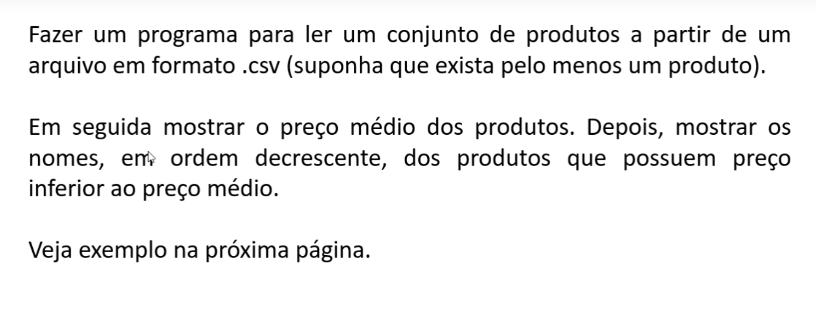 Fazer um programa para ler um conjunto de produtos a partir de um
arquivo em formato .csv (suponha que exista pelo menos um produto).
Em seguida mostrar o preço médio dos produtos. Depois, mostrar os
nomes, em ordem decrescente, dos produtos que possuem preço
inferior ao preço médio.
Veja exemplo na próxima página.